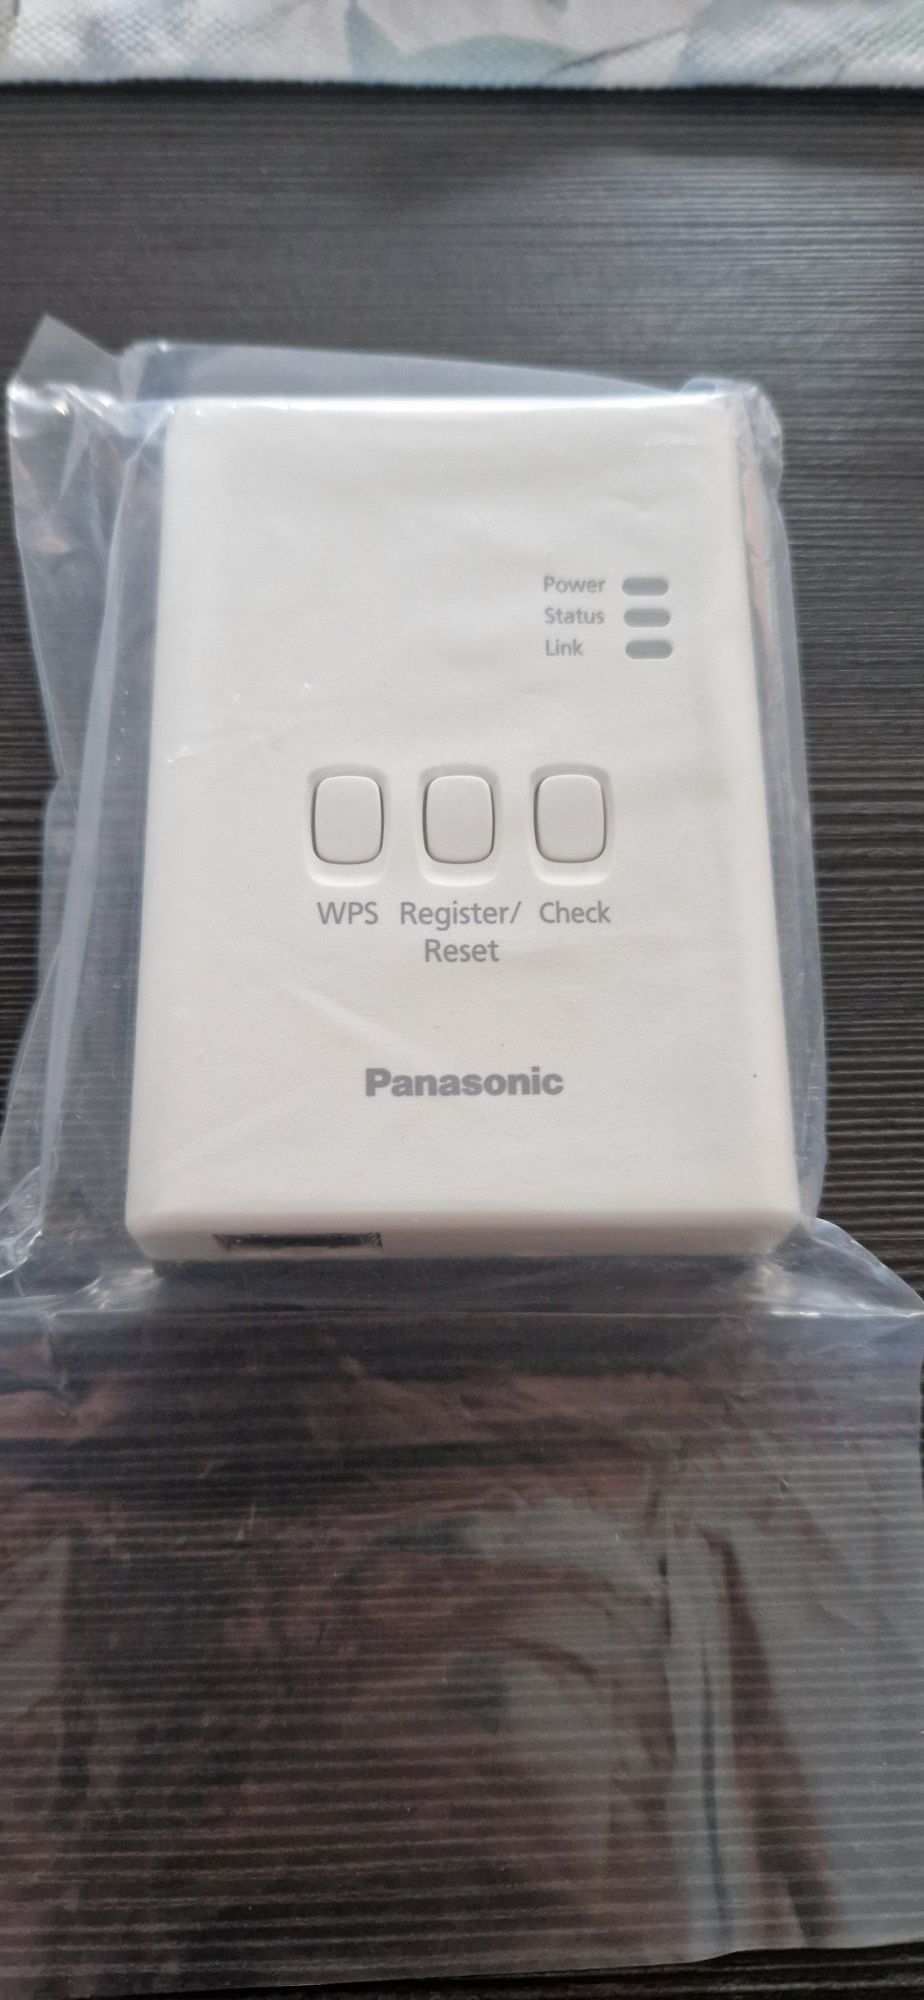 Power
Status
Link
WPS Register/ Check
Reset
Panasonic